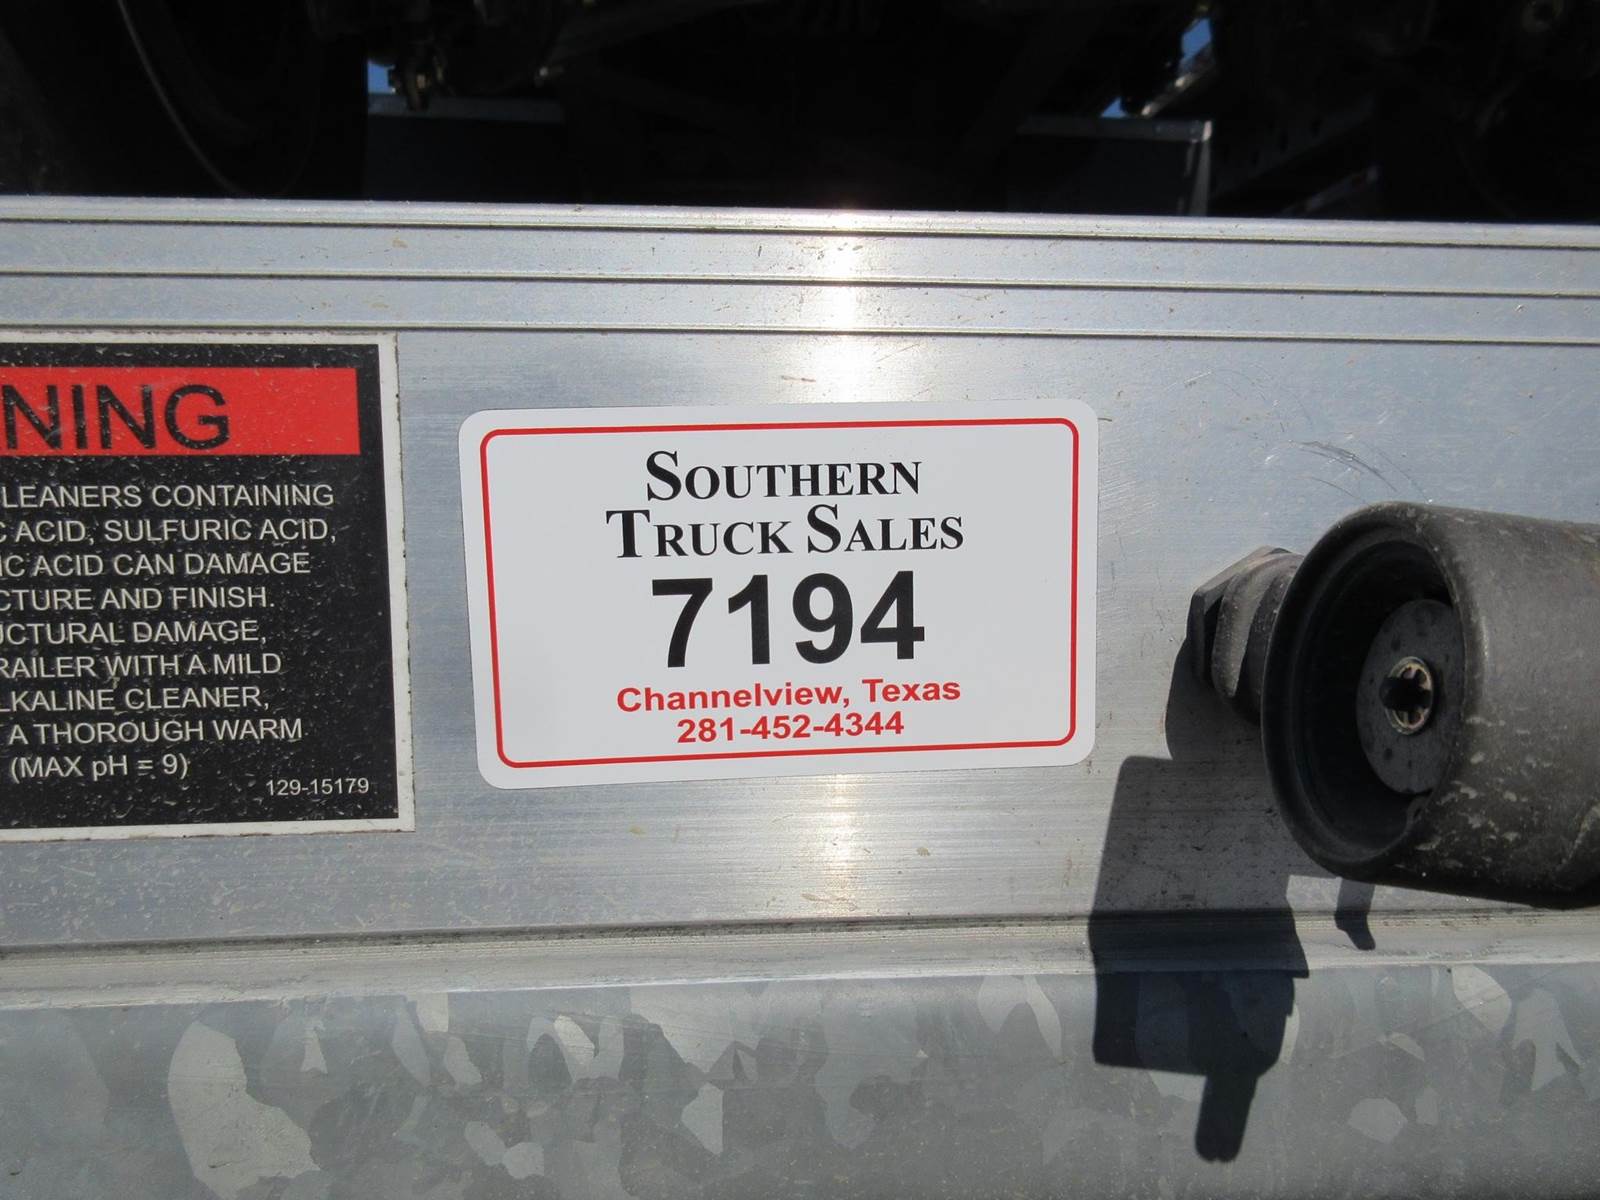 NING
CLEANERS CONTAINING
ACID, SULFURIC ACID,
IC ACID CAN DAMAGE
CTURE AND FINISH.
UCTURAL DAMAGE,
RAILER WITH A MILD
LKALINE CLEANER,
A THOROUGH WARM
(MAX pH = 9)
129-15179
SOUTHERN
TRUCK SALES
7194
Channelview, Texas
281-452-4344